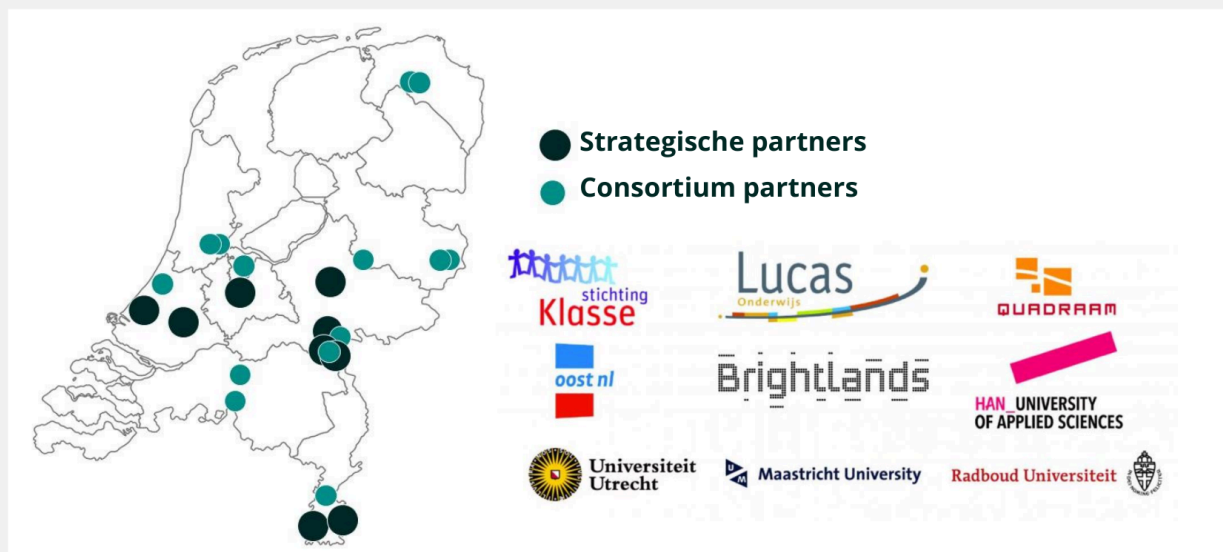 Strategische partners
Consortium partners
stichting
Klasse
Lucas
Onderwijs
QUADRAAM
oost nl
Brightlands
HAN_UNIVERSITY
OF APPLIED SCIENCES
Universiteit
Utrecht
UM
Maastricht University
Radboud Universiteit